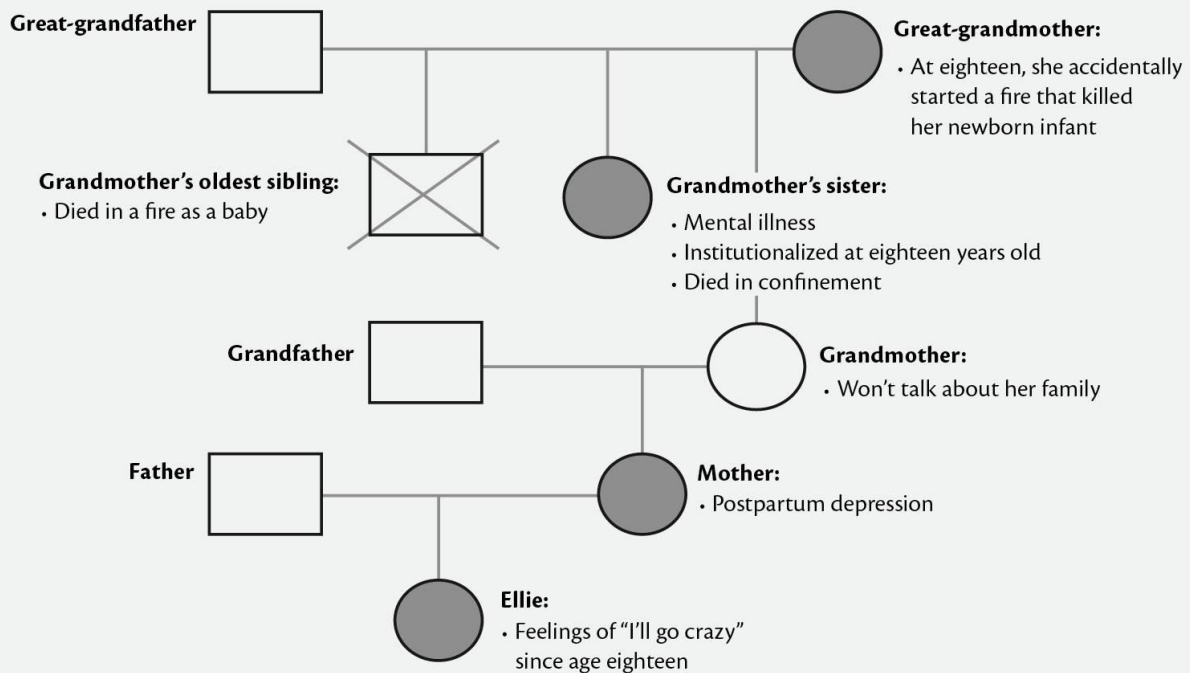 Great-grandfather
Great-grandmother:
• At eighteen, she accidentally
started a fire that killed
her newborn infant
Grandmother’s oldest sibling:
• Died in a fire as a baby
Grandmother’s sister:
• Mental illness
• Institutionalized at eighteen years old
• Died in confinement
Grandfather
Grandmother:
• Won’t talk about her family
Father
Mother:
• Postpartum depression
Ellie:
• Feelings of “I’ll go crazy”
since age eighteen